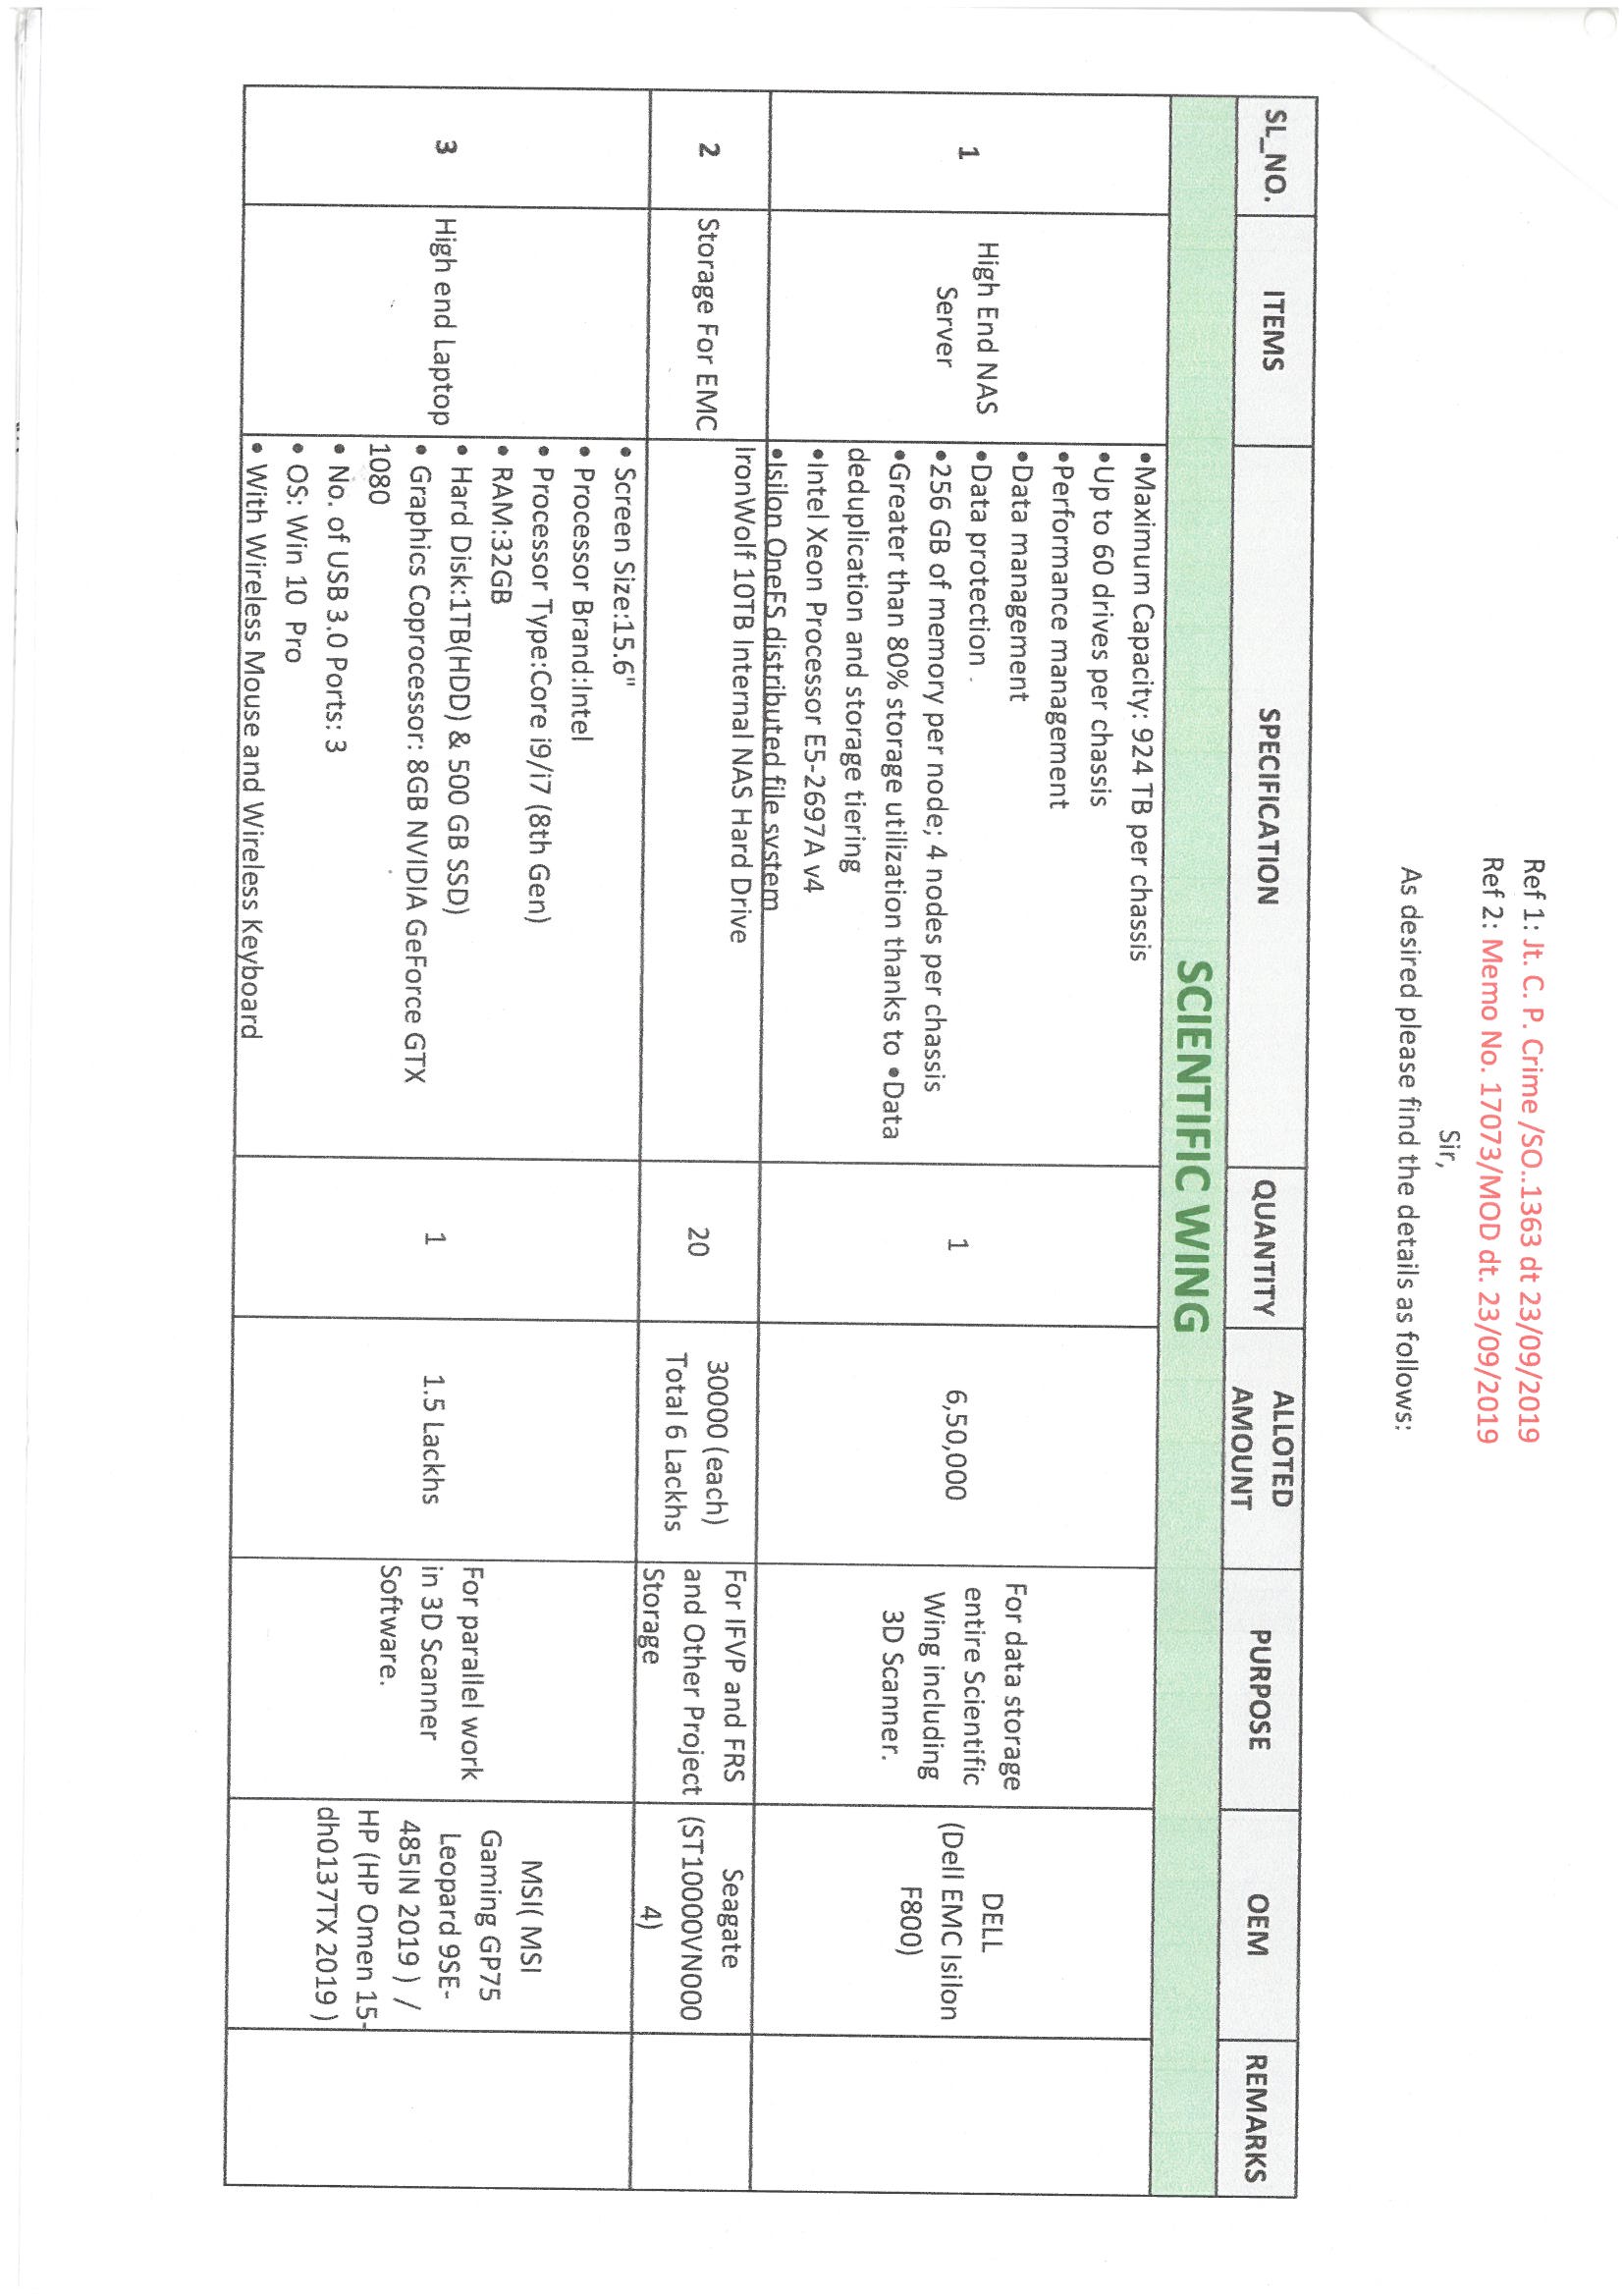 Ref 1: Jt. C. P. Crime /SO..1363 dt 23/09/2019
Ref 2: Memo No. 17073/MOD dt. 23/09/2019
Sir,
As desired please find the details as follows:
SL_NO.
ITEMS
SPECIFICATION
QUANTITY
ALLOTED
AMOUNT
PURPOSE
OEM
REMARKS
SCIENTIFIC WING
1
High End NAS
Server
•Maximum Capacity: 924 TB per chassis
•Up to 60 drives per chassis
•Performance management
•Data management
•Data protection
•256 GB of memory per node; 4 nodes per chassis
•Greater than 80% storage utilization thanks to •Data
deduplication and storage tiering
•Intel Xeon Processor E5-2697A v4
•Isilon OneFS distributed file system
1
6,50,000
For data storage
entire Scientific
Wing including
3D Scanner.
DELL
(Dell EMC Isilon
F800)
2
Storage For EMC
IronWolf 10TB Internal NAS Hard Drive
20
30000 (each)
Total 6 Lackhs
For IFVP and FRS
and Other Project
Storage
Seagate
(ST10000VN000
4)
3
High end Laptop
• Screen Size:15.6"
• Processor Brand:Intel
• Processor Type:Core i9/i7 (8th Gen)
• RAM:32GB
• Hard Disk:1TB(HDD) & 500 GB SSD)
• Graphics Coprocessor: 8GB NVIDIA GeForce GTX
1080
• No. of USB 3.0 Ports: 3
• OS: Win 10 Pro
• With Wireless Mouse and Wireless Keyboard
1
1.5 Lackhs
For parallel work
in 3D Scanner
Software.
MSI( MSI
Gaming GP75
Leopard 9SE-
485IN 2019 ) /
HP (HP Omen 15-
dh0137TX 2019 )